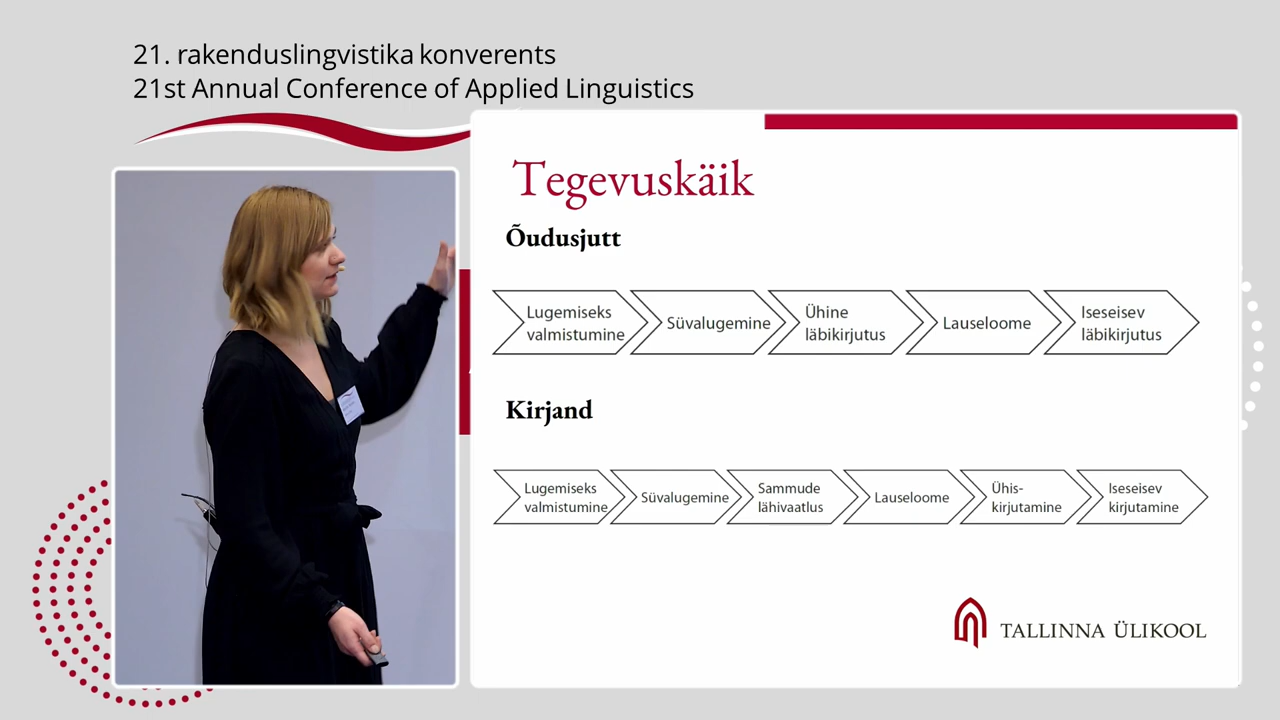 21. rakenduslingvistika konverents
21st Annual Conference of Applied Linguistics
Tegevuskäik
Õudusjutt
Lugemiseks
valmistumine
Süvalugemine
Ühine
läbikirjutus
Lauseloome
Iseseisev
läbikirjutus
Kirjand
Lugemiseks
valmistumine
Süvalugemine
Sammude
lähivaatlus
Lauseloome
Ühis-
kirjutamine
Iseseisev
kirjutamine
TALLINNA ÜLIKOOL